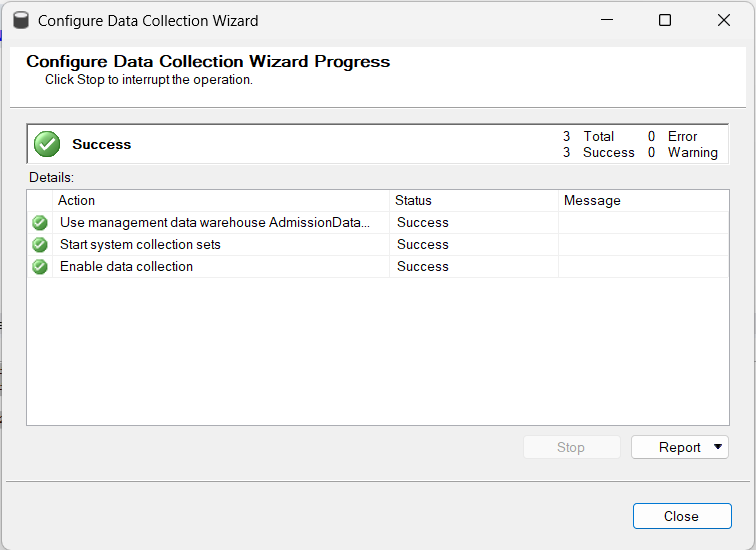 Configure Data Collection Wizard
Configure Data Collection Wizard Progress
Click Stop to interrupt the operation.
Success
3 Total 0 Error
3 Success 0 Warning
Details:
Action Status Message
Use management data warehouse AdmissionData... Success
Start system collection sets Success
Enable data collection Success
Stop Report
Close